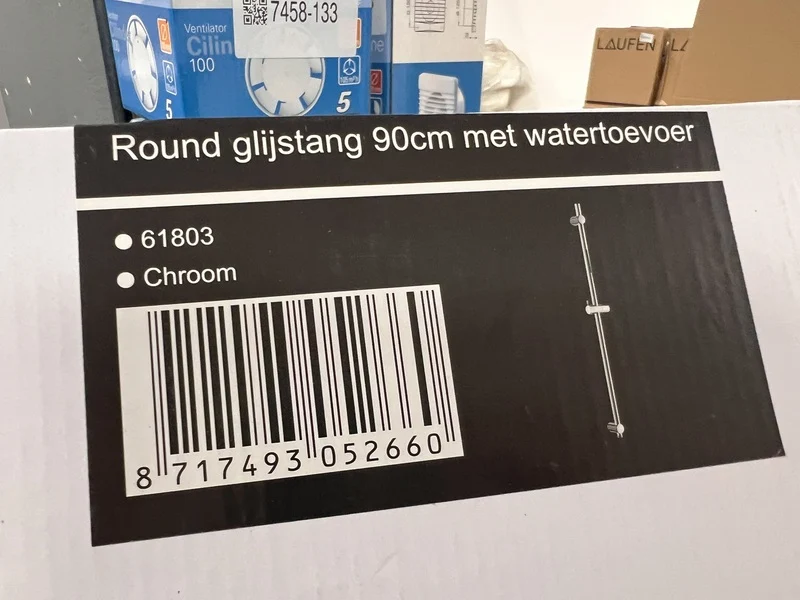 7458-133
Ventilator
Cilin
100
5
5
LAUFEN
Round glijstang 90cm met watertoevoer
61803
Chroom
8 717493 052660